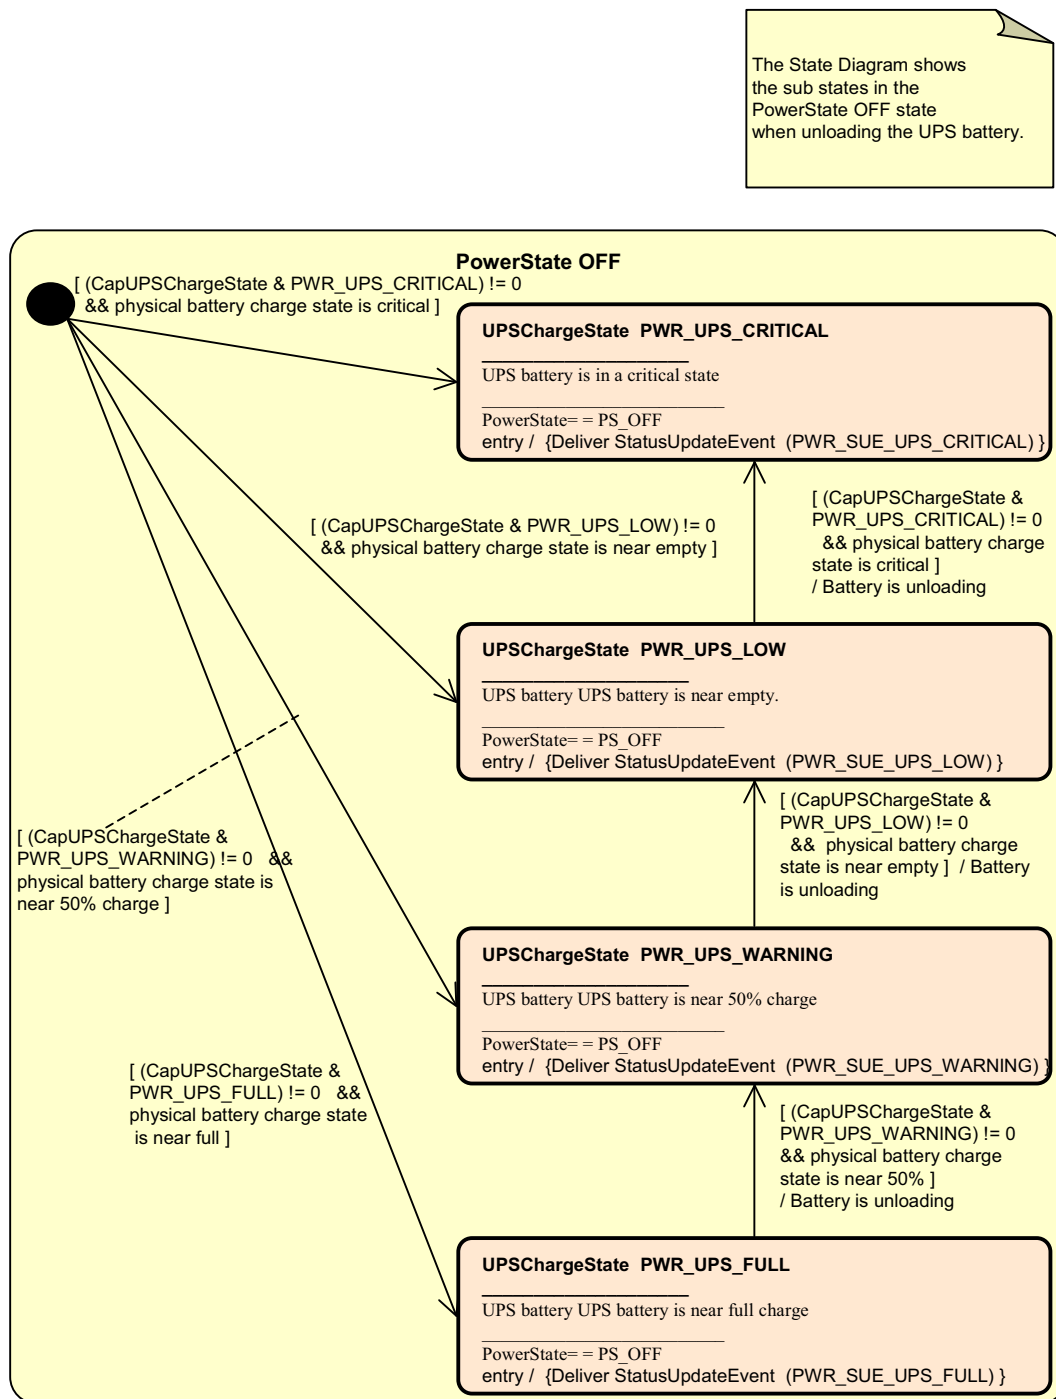 The State Diagram shows
the sub states in the
PowerState OFF state
when unloading the UPS battery.
PowerState OFF
[ (CapUPSChargeState & PWR_UPS_CRITICAL) != 0
&& physical battery charge state is critical ]
UPSChargeState PWR_UPS_CRITICAL
UPS battery is in a critical state
PowerState= = PS_OFF
entry / {Deliver StatusUpdateEvent (PWR_SUE_UPS_CRITICAL) }
[ (CapUPSChargeState &
PWR_UPS_CRITICAL) != 0
&& physical battery charge
state is critical ]
/ Battery is unloading
[ (CapUPSChargeState & PWR_UPS_LOW) != 0
&& physical battery charge state is near empty ]
UPSChargeState PWR_UPS_LOW
UPS battery UPS battery is near empty.
PowerState= = PS_OFF
entry / {Deliver StatusUpdateEvent (PWR_SUE_UPS_LOW) }
[ (CapUPSChargeState &
PWR_UPS_LOW) != 0
&& physical battery charge
state is near empty ] / Battery
is unloading
[ (CapUPSChargeState &
PWR_UPS_WARNING) != 0 &&
physical battery charge state is
near 50% charge ]
UPSChargeState PWR_UPS_WARNING
UPS battery UPS battery is near 50% charge
PowerState= = PS_OFF
entry / {Deliver StatusUpdateEvent (PWR_SUE_UPS_WARNING) }
[ (CapUPSChargeState &
PWR_UPS_FULL) != 0 &&
physical battery charge state
is near full ]
[ (CapUPSChargeState &
PWR_UPS_WARNING) != 0
&& physical battery charge
state is near 50% ]
/ Battery is unloading
UPSChargeState PWR_UPS_FULL
UPS battery UPS battery is near full charge
PowerState= = PS_OFF
entry / {Deliver StatusUpdateEvent (PWR_SUE_UPS_FULL) }